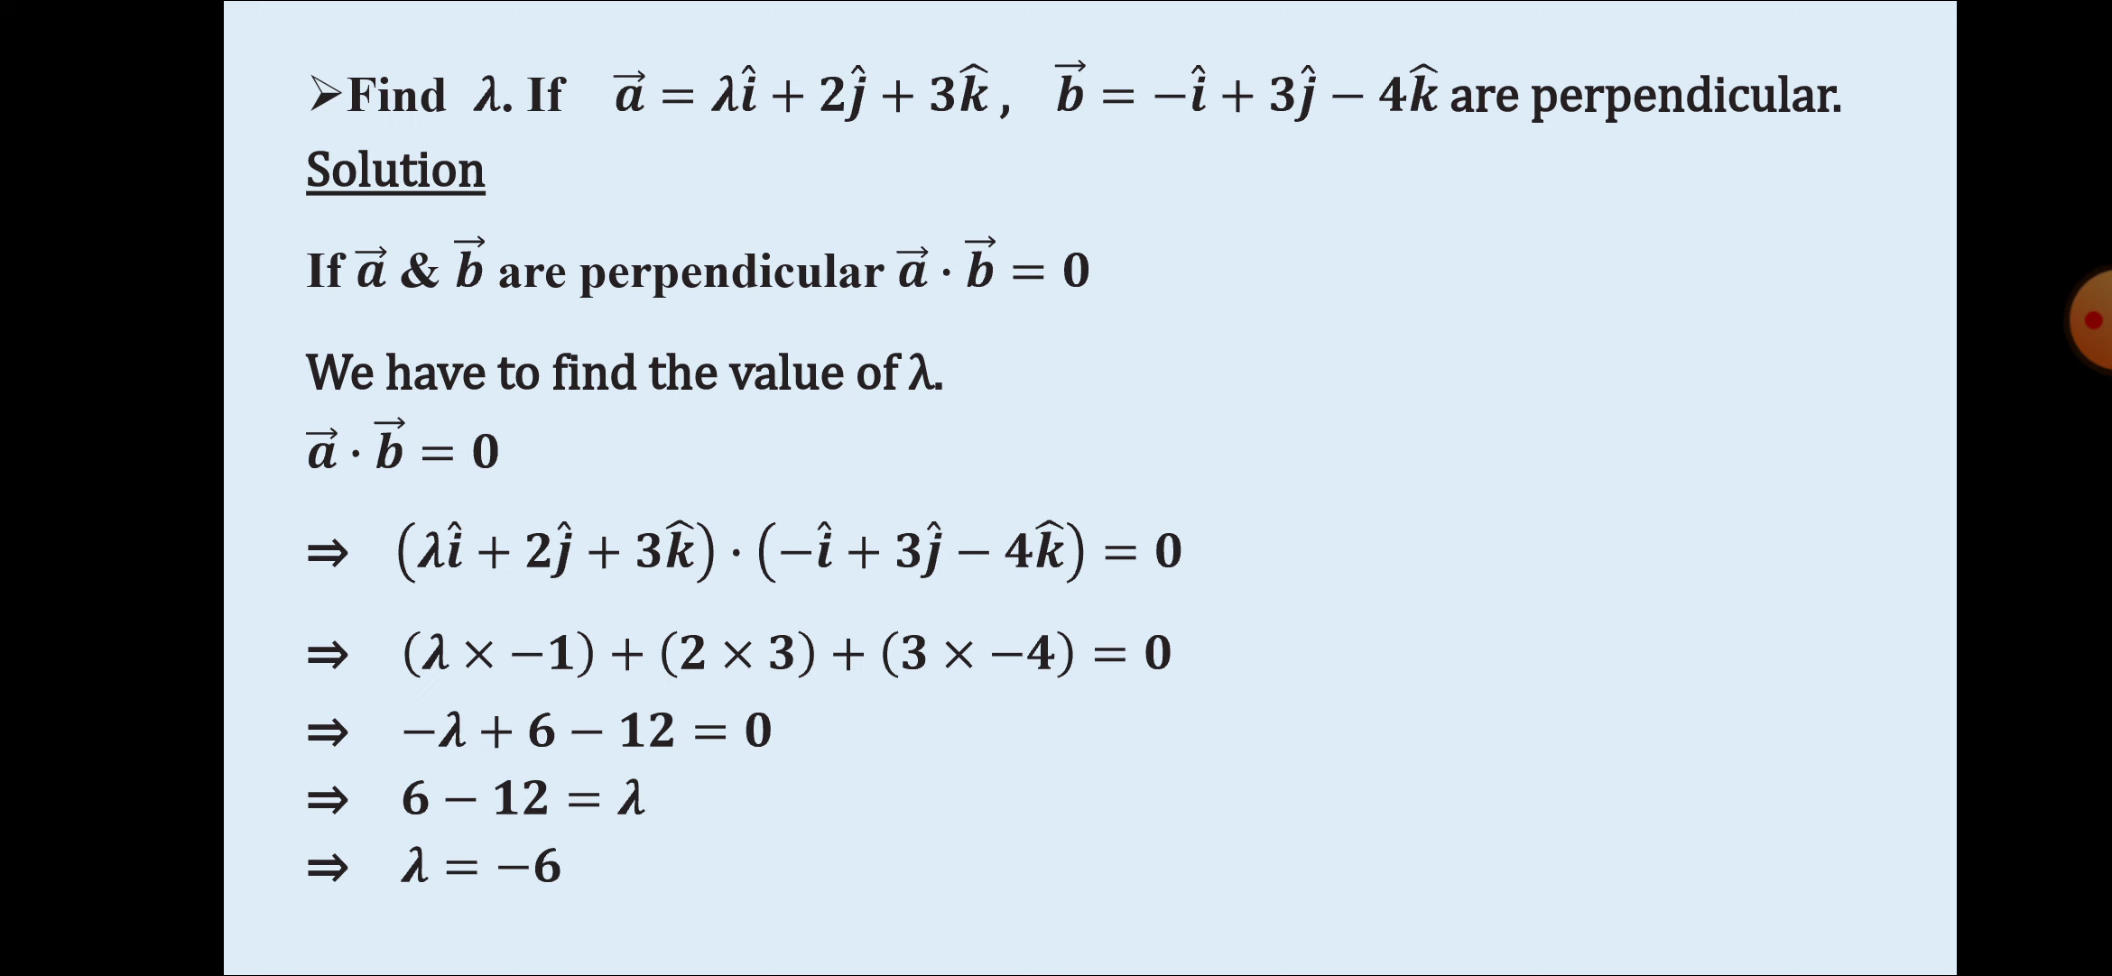 ➢Find λ. If a⃗ = λî + 2ĵ + 3k̂ , b⃗ = −î + 3ĵ − 4k̂ are perpendicular.
Solution
If a⃗ & b⃗ are perpendicular a⃗ · b⃗ = 0
We have to find the value of λ.
a⃗ · b⃗ = 0
⇒ (λî + 2ĵ + 3k̂) · (−î + 3ĵ − 4k̂) = 0
⇒ (λ × −1) + (2 × 3) + (3 × −4) = 0
⇒ −λ + 6 − 12 = 0
⇒ 6 − 12 = λ
⇒ λ = −6